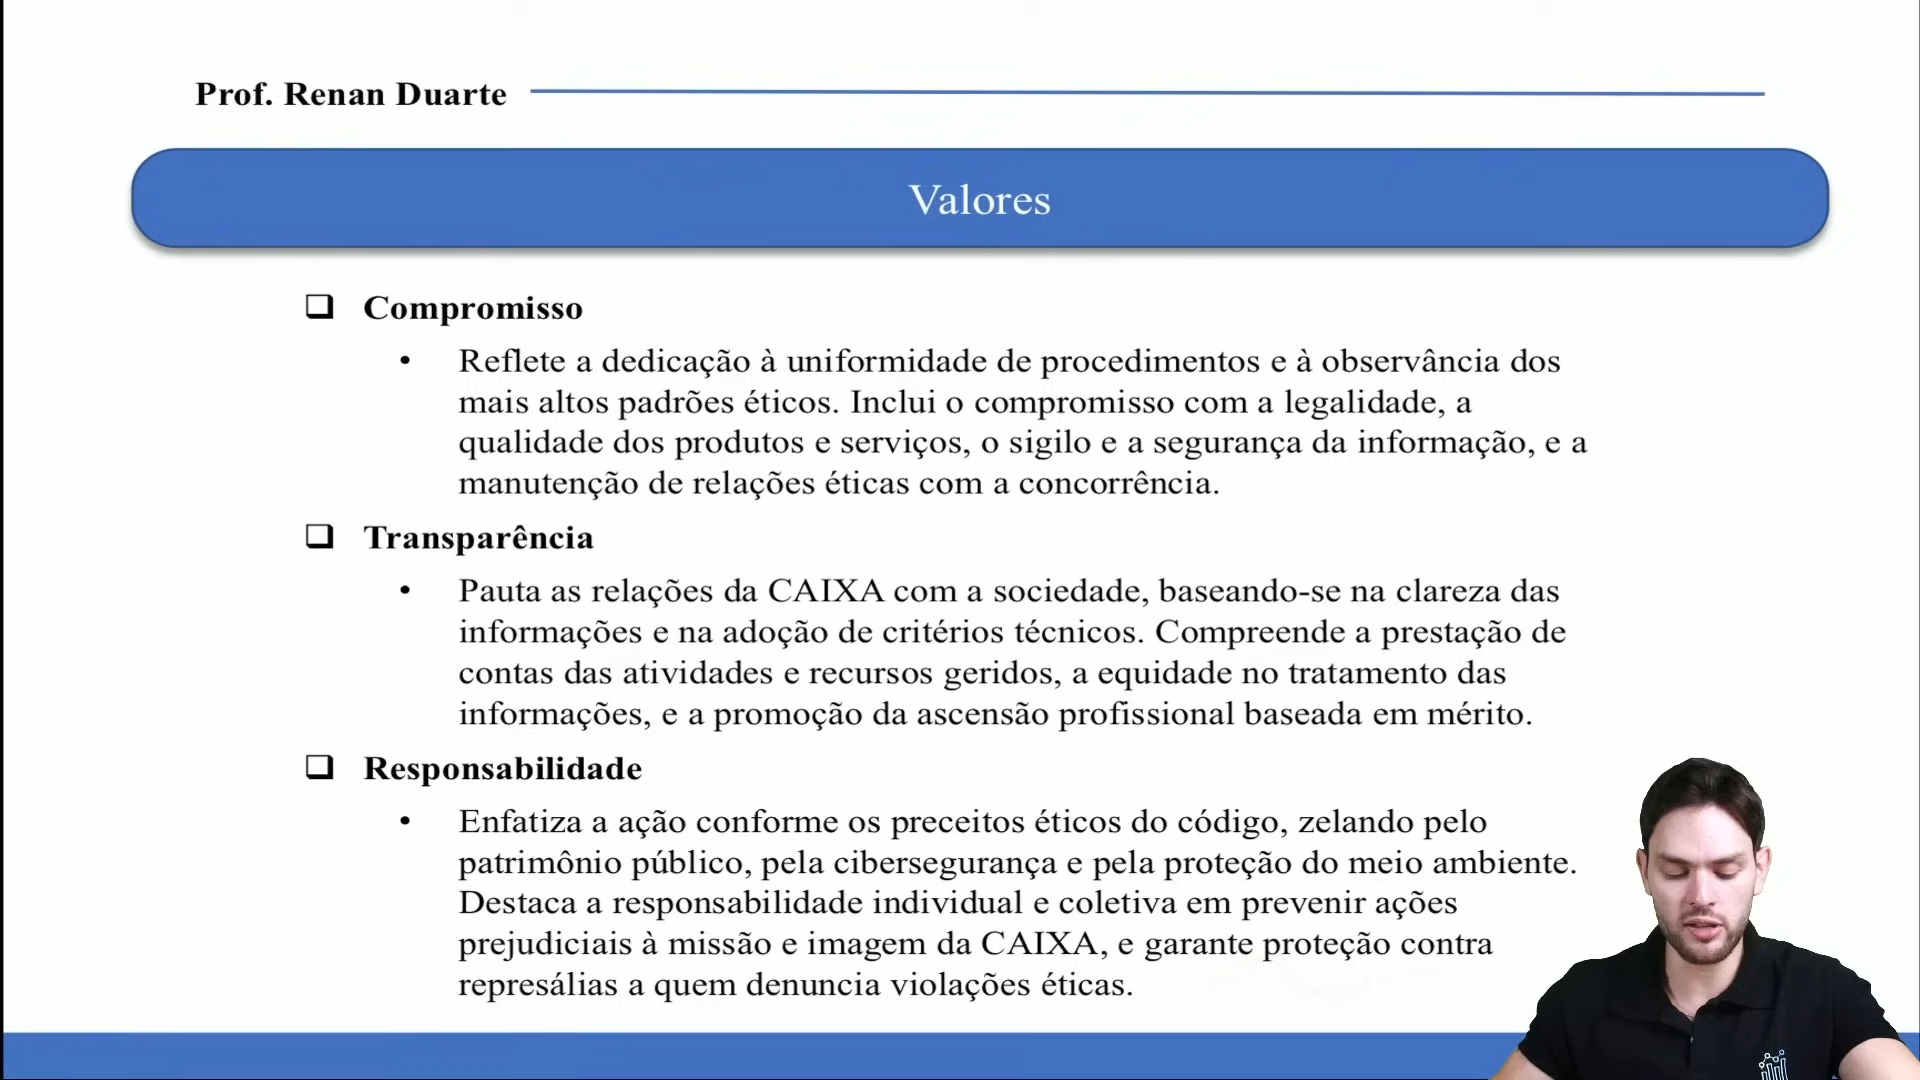 Prof. Renan Duarte
Valores
❑ Compromisso
• Reflete a dedicação à uniformidade de procedimentos e à observância dos
mais altos padrões éticos. Inclui o compromisso com a legalidade, a
qualidade dos produtos e serviços, o sigilo e a segurança da informação, e a
manutenção de relações éticas com a concorrência.
❑ Transparência
• Pauta as relações da CAIXA com a sociedade, baseando-se na clareza das
informações e na adoção de critérios técnicos. Compreende a prestação de
contas das atividades e recursos geridos, a equidade no tratamento das
informações, e a promoção da ascensão profissional baseada em mérito.
❑ Responsabilidade
• Enfatiza a ação conforme os preceitos éticos do código, zelando pelo
patrimônio público, pela cibersegurança e pela proteção do meio ambiente.
Destaca a responsabilidade individual e coletiva em prevenir ações
prejudiciais à missão e imagem da CAIXA, e garante proteção contra
represálias a quem denuncia violações éticas.